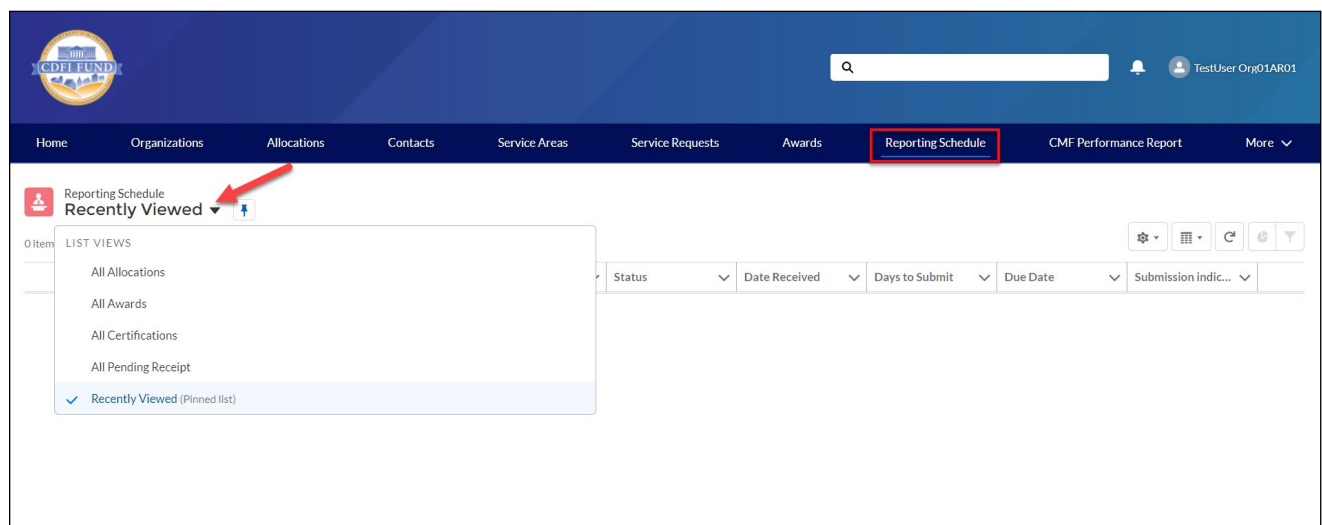 CDFI FUND
TestUser Org01AR01
Home Organizations Allocations Contacts Service Areas Service Requests Awards Reporting Schedule CMF Performance Report More
Reporting Schedule
Recently Viewed
0 item
LIST VIEWS
All Allocations
All Awards
All Certifications
All Pending Receipt
Recently Viewed (Pinned list)
Status Date Received Days to Submit Due Date Submission indic...